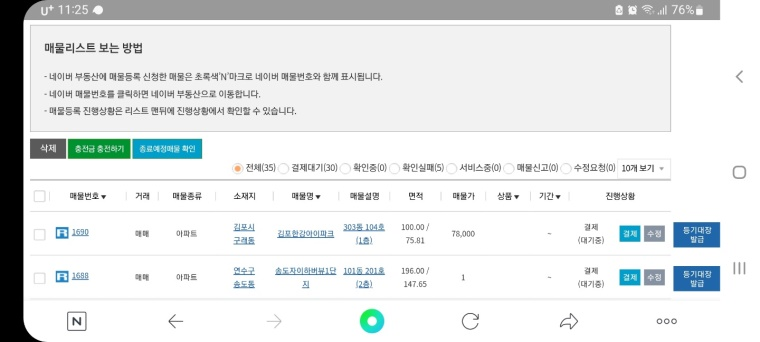 U+ 11:25 76%
매물리스트 보는 방법
- 네이버 부동산에 매물등록 신청한 매물은 초록색'N'마크로 네이버 매물번호와 함께 표시됩니다.
- 네이버 매물번호를 클릭하면 네이버 부동산으로 이동합니다.
- 매물등록 진행상황은 리스트 맨뒤에 진행상황에서 확인할 수 있습니다.
삭제 충전금 충전하기 종료예정매물 확인
전체(35) 결제대기(30) 확인중(0) 확인실패(5) 서비스중(0) 매물신고(0) 수정요청(0) 10개 보기
매물번호▼ 거래 매물종류 소재지 매물명▼ 매물설명 면적 매물가 상품▼ 기간▼ 진행상황
1690 매매 아파트 김포시 구래동 김포한강아이파크 303동 104호 (1층) 100.00 / 75.81 78,000 ~ 결제 (대기중) 결제 수정 등기대장 발급
1688 매매 아파트 연수구 송도동 송도자이하버뷰1단지 101동 201호 (2층) 196.00 / 147.65 1 ~ 결제 (대기중) 결제 수정 등기대장 발급
N